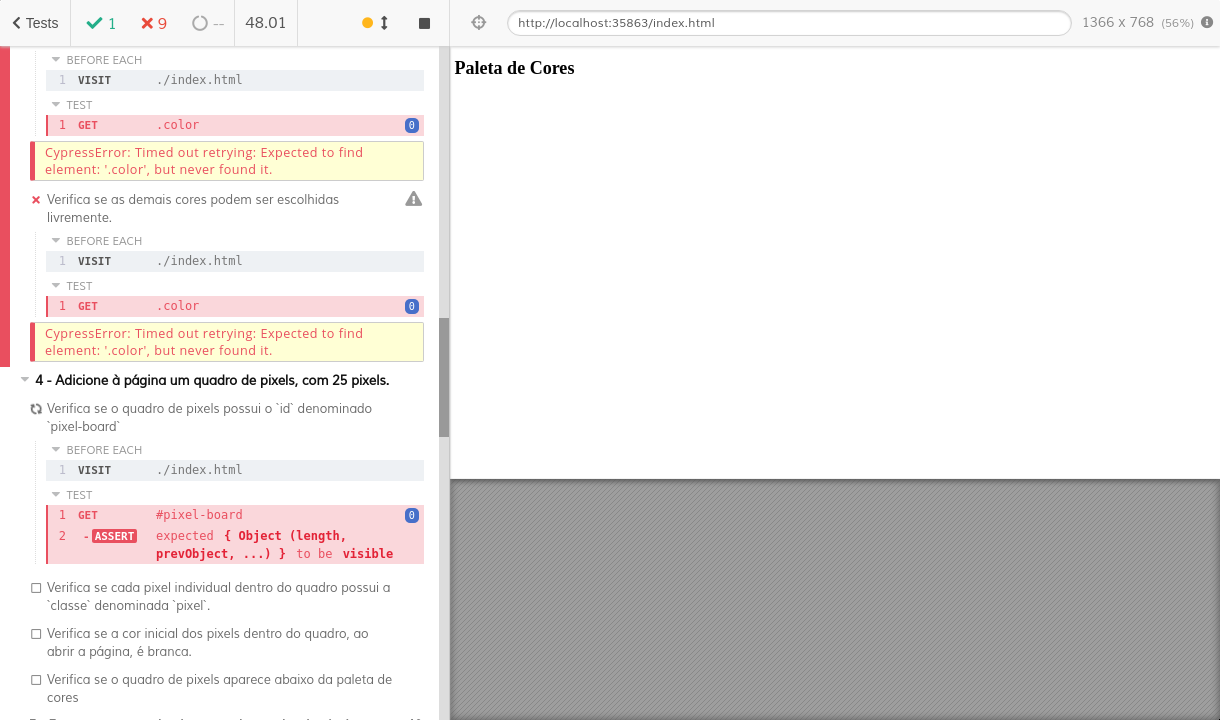 Tests
1
9
--
48.01
http://localhost:35863/index.html
1366 x 768 (56%)
BEFORE EACH
1 VISIT ./index.html
TEST
1 GET .color 0
CypressError: Timed out retrying: Expected to find
element: '.color', but never found it.
Verifica se as demais cores podem ser escolhidas
livremente.
BEFORE EACH
1 VISIT ./index.html
TEST
1 GET .color 0
CypressError: Timed out retrying: Expected to find
element: '.color', but never found it.
4 - Adicione à página um quadro de pixels, com 25 pixels.
Verifica se o quadro de pixels possui o `id` denominado
`pixel-board`
BEFORE EACH
1 VISIT ./index.html
TEST
1 GET #pixel-board 0
2 -ASSERT expected { Object (length,
prevObject, ...) } to be visible
Verifica se cada pixel individual dentro do quadro possui a
`classe` denominada `pixel`.
Verifica se a cor inicial dos pixels dentro do quadro, ao
abrir a página, é branca.
Verifica se o quadro de pixels aparece abaixo da paleta de
cores
Paleta de Cores